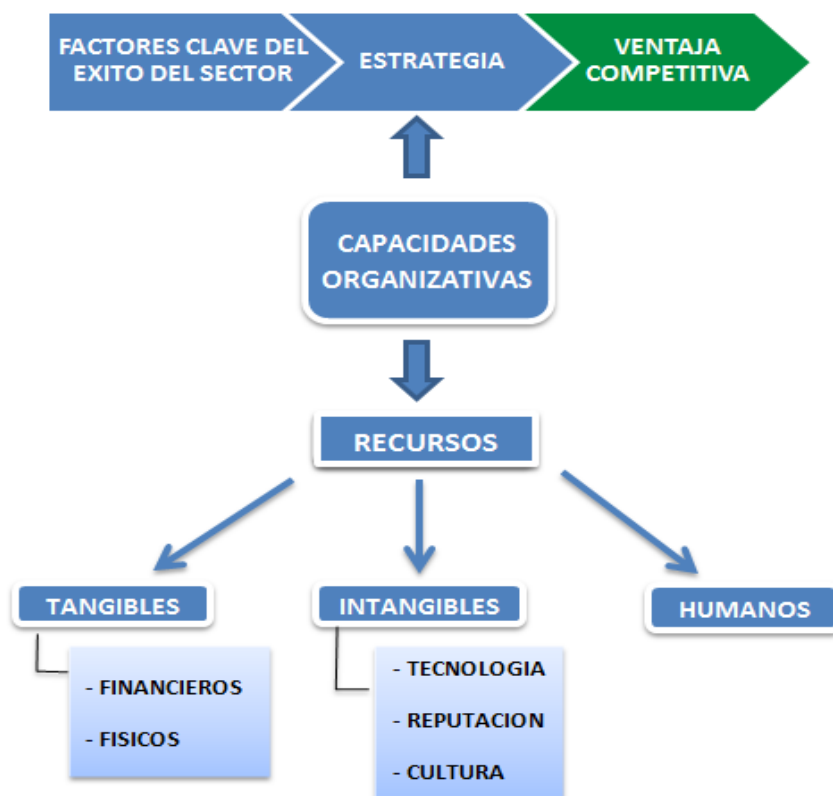 FACTORES CLAVE DEL
EXITO DEL SECTOR
ESTRATEGIA
VENTAJA
COMPETITIVA
CAPACIDADES
ORGANIZATIVAS
RECURSOS
TANGIBLES
INTANGIBLES
HUMANOS
- FINANCIEROS
- FISICOS
- TECNOLOGIA
- REPUTACION
- CULTURA